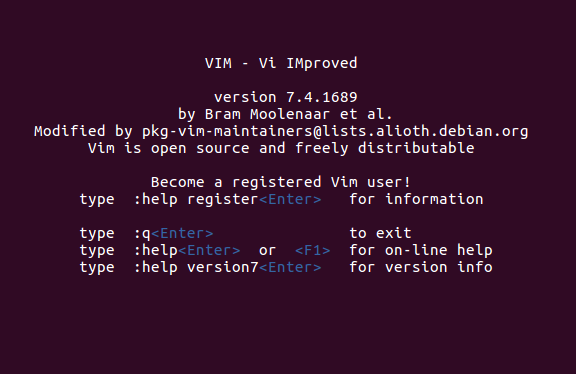 VIM - Vi IMproved
version 7.4.1689
by Bram Moolenaar et al.
Modified by pkg-vim-maintainers@lists.alioth.debian.org
Vim is open source and freely distributable
Become a registered Vim user!
type :help register<Enter> for information
type :q<Enter> to exit
type :help<Enter> or <F1> for on-line help
type :help version7<Enter> for version info